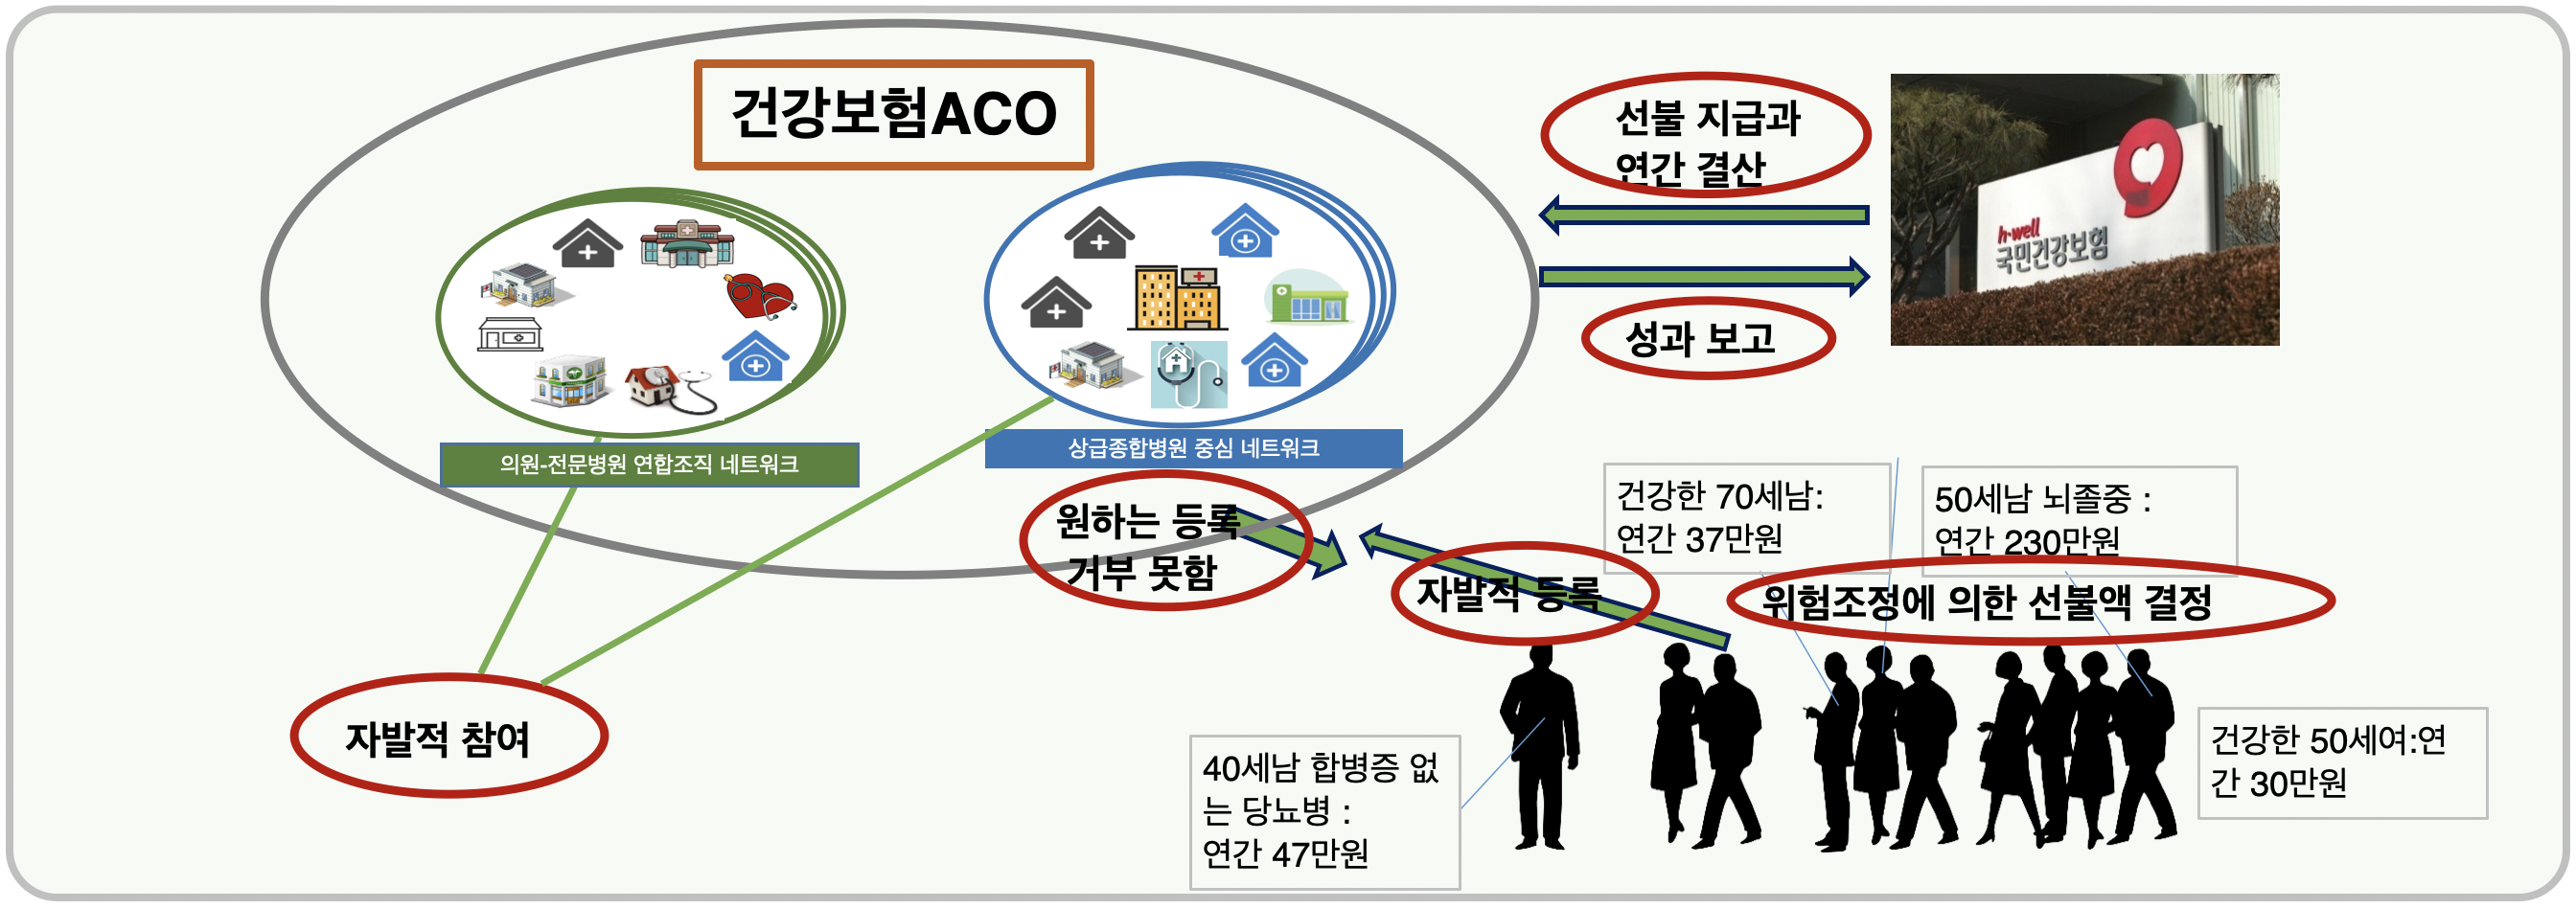 건강보험ACO
선불 지급과
연간 결산
h·well
국민건강보험
성과 보고
의원-전문병원 연합조직 네트워크
상급종합병원 중심 네트워크
원하는 등록
거부 못함
자발적 등록
건강한 70세남:
연간 37만원
50세남 뇌졸중 :
연간 230만원
위험조정에 의한 선불액 결정
자발적 참여
40세남 합병증 없
는 당뇨병 :
연간 47만원
건강한 50세여:연
간 30만원